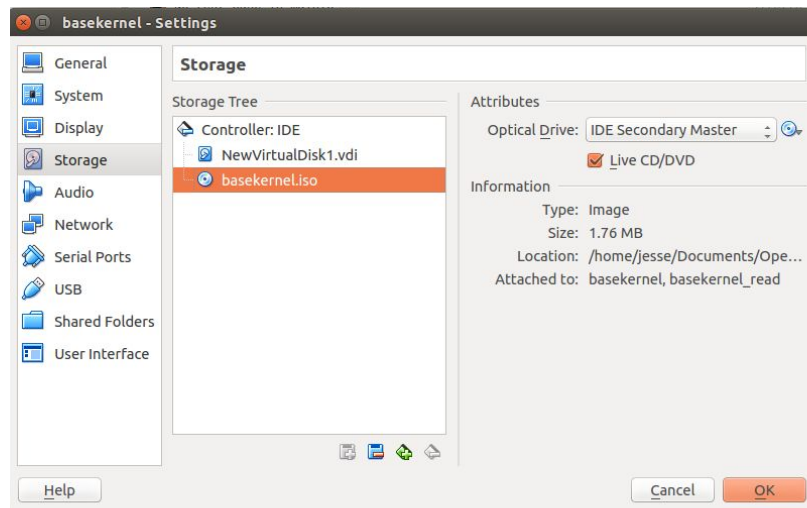 basekernel - Settings
General
System
Display
Storage
Audio
Network
Serial Ports
USB
Shared Folders
User Interface
Storage
Storage Tree
Controller: IDE
NewVirtualDisk1.vdi
basekernel.iso
Attributes
Optical Drive: IDE Secondary Master
Live CD/DVD
Information
Type: Image
Size: 1.76 MB
Location: /home/jesse/Documents/Ope...
Attached to: basekernel, basekernel_read
Help
Cancel
OK